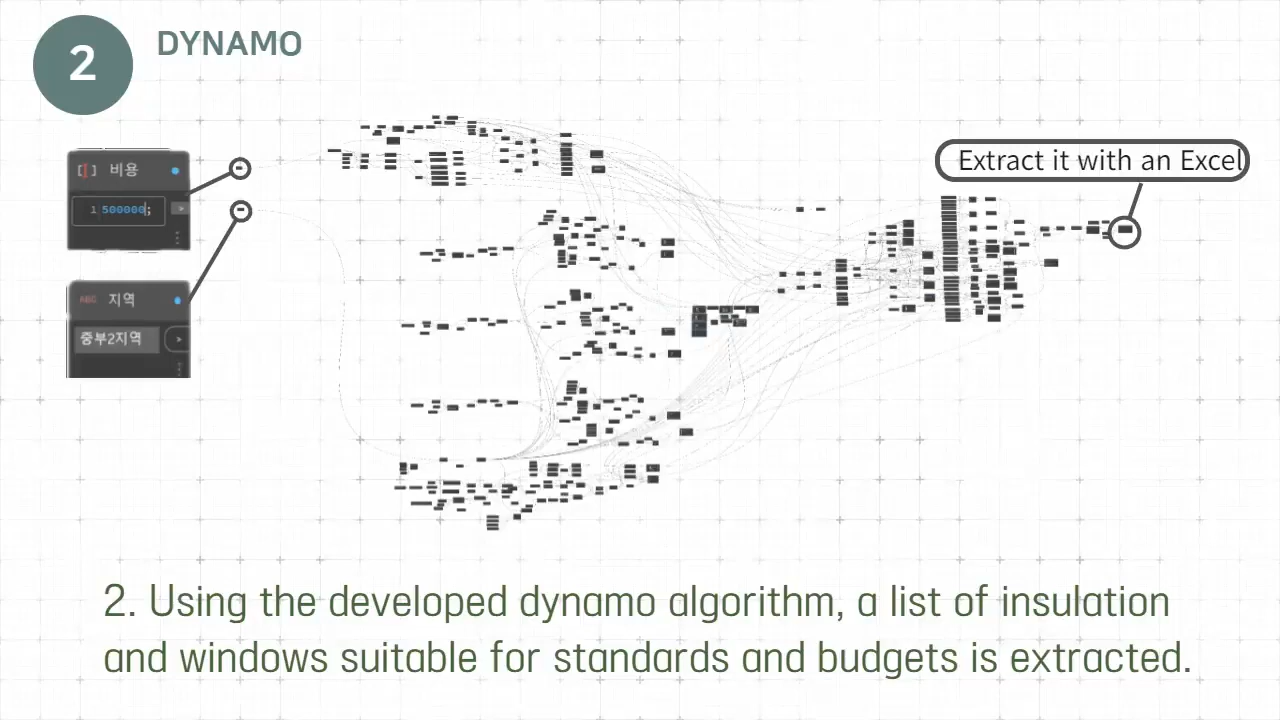 2
DYNAMO
비용
1 500000;
ABC 지역
중부2지역
Extract it with an Excel
2. Using the developed dynamo algorithm, a list of insulation
and windows suitable for standards and budgets is extracted.